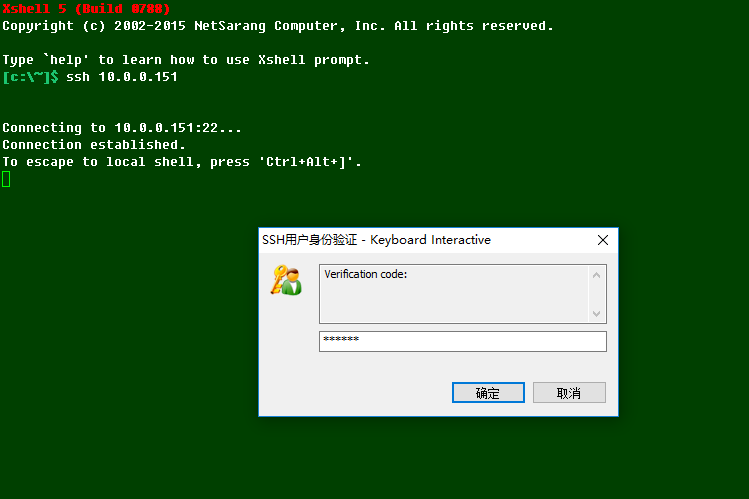 Xshell 5 (Build 0788)
Copyright (c) 2002-2015 NetSarang Computer, Inc. All rights reserved.
Type `help' to learn how to use Xshell prompt.
[c:\~]$ ssh 10.0.0.151
Connecting to 10.0.0.151:22...
Connection established.
To escape to local shell, press 'Ctrl+Alt+]'.
SSH用户身份验证 - Keyboard Interactive
Verification code:
******
确定 取消